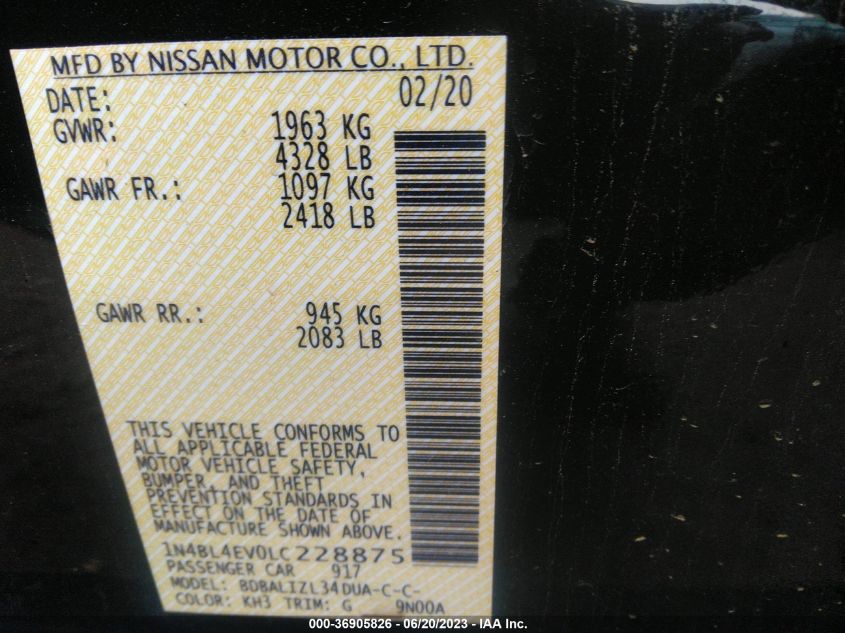 MFD BY NISSAN MOTOR CO., LTD.
DATE: 02/20
GVWR: 1963 KG
4328 LB
GAWR FR.: 1097 KG
2418 LB
GAWR RR.: 945 KG
2083 LB
THIS VEHICLE CONFORMS TO
ALL APPLICABLE FEDERAL
MOTOR VEHICLE SAFETY,
BUMPER, AND THEFT
PREVENTION STANDARDS IN
EFFECT ON THE DATE OF
MANUFACTURE SHOWN ABOVE.
1N4BL4EV0LC228875
PASSENGER CAR 917
MODEL: BDBALIZL34DUA-C-C-
COLOR: KH3 TRIM: G 9N00A
000-36905826 - 06/20/2023 - IAA Inc.